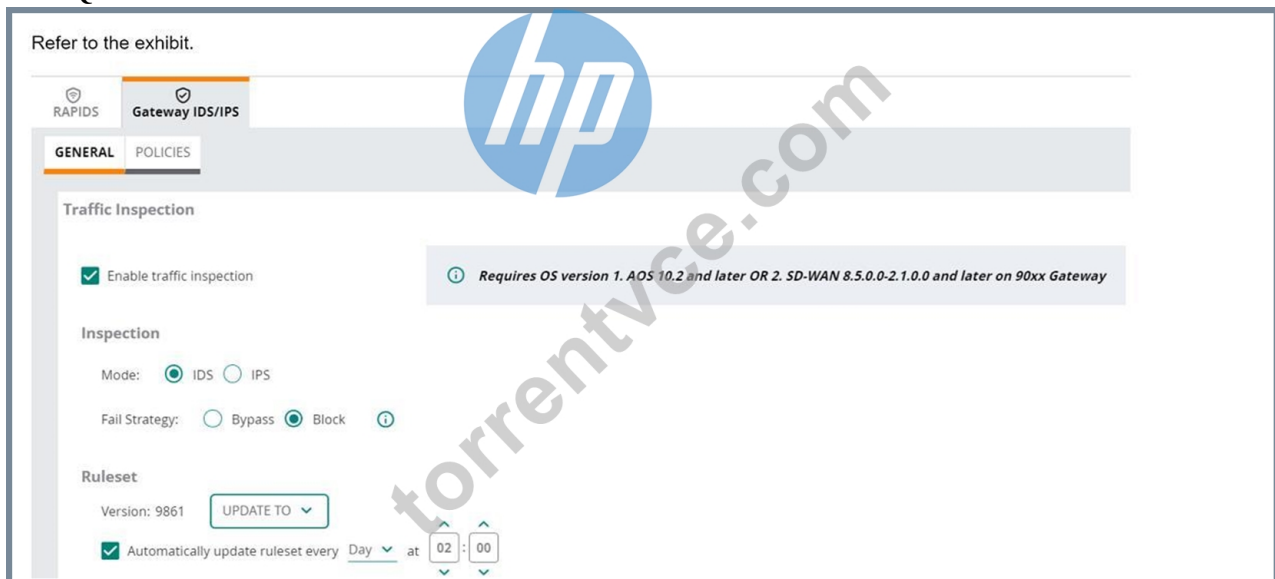 Refer to the exhibit.
hp
RAPIDS
Gateway IDS/IPS
GENERAL POLICIES
Traffic Inspection
Enable traffic inspection
Requires OS version 1. AOS 10.2 and later OR 2. SD-WAN 8.5.0.0-2.1.0.0 and later on 90xx Gateway
Inspection
Mode: IDS IPS
Fail Strategy: Bypass Block
Ruleset
Version: 9861 UPDATE TO
Automatically update ruleset every Day at 02 : 00
torrentvce.com